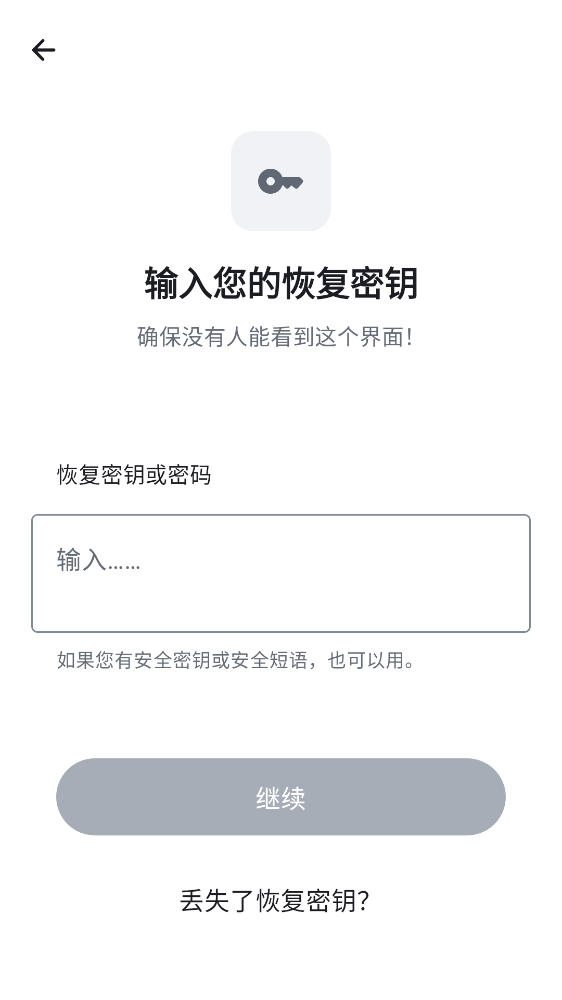 输入您的恢复密钥
确保没有人能看到这个界面！
恢复密钥或密码
输入……
如果您有安全密钥或安全短语，也可以用。
继续
丢失了恢复密钥？